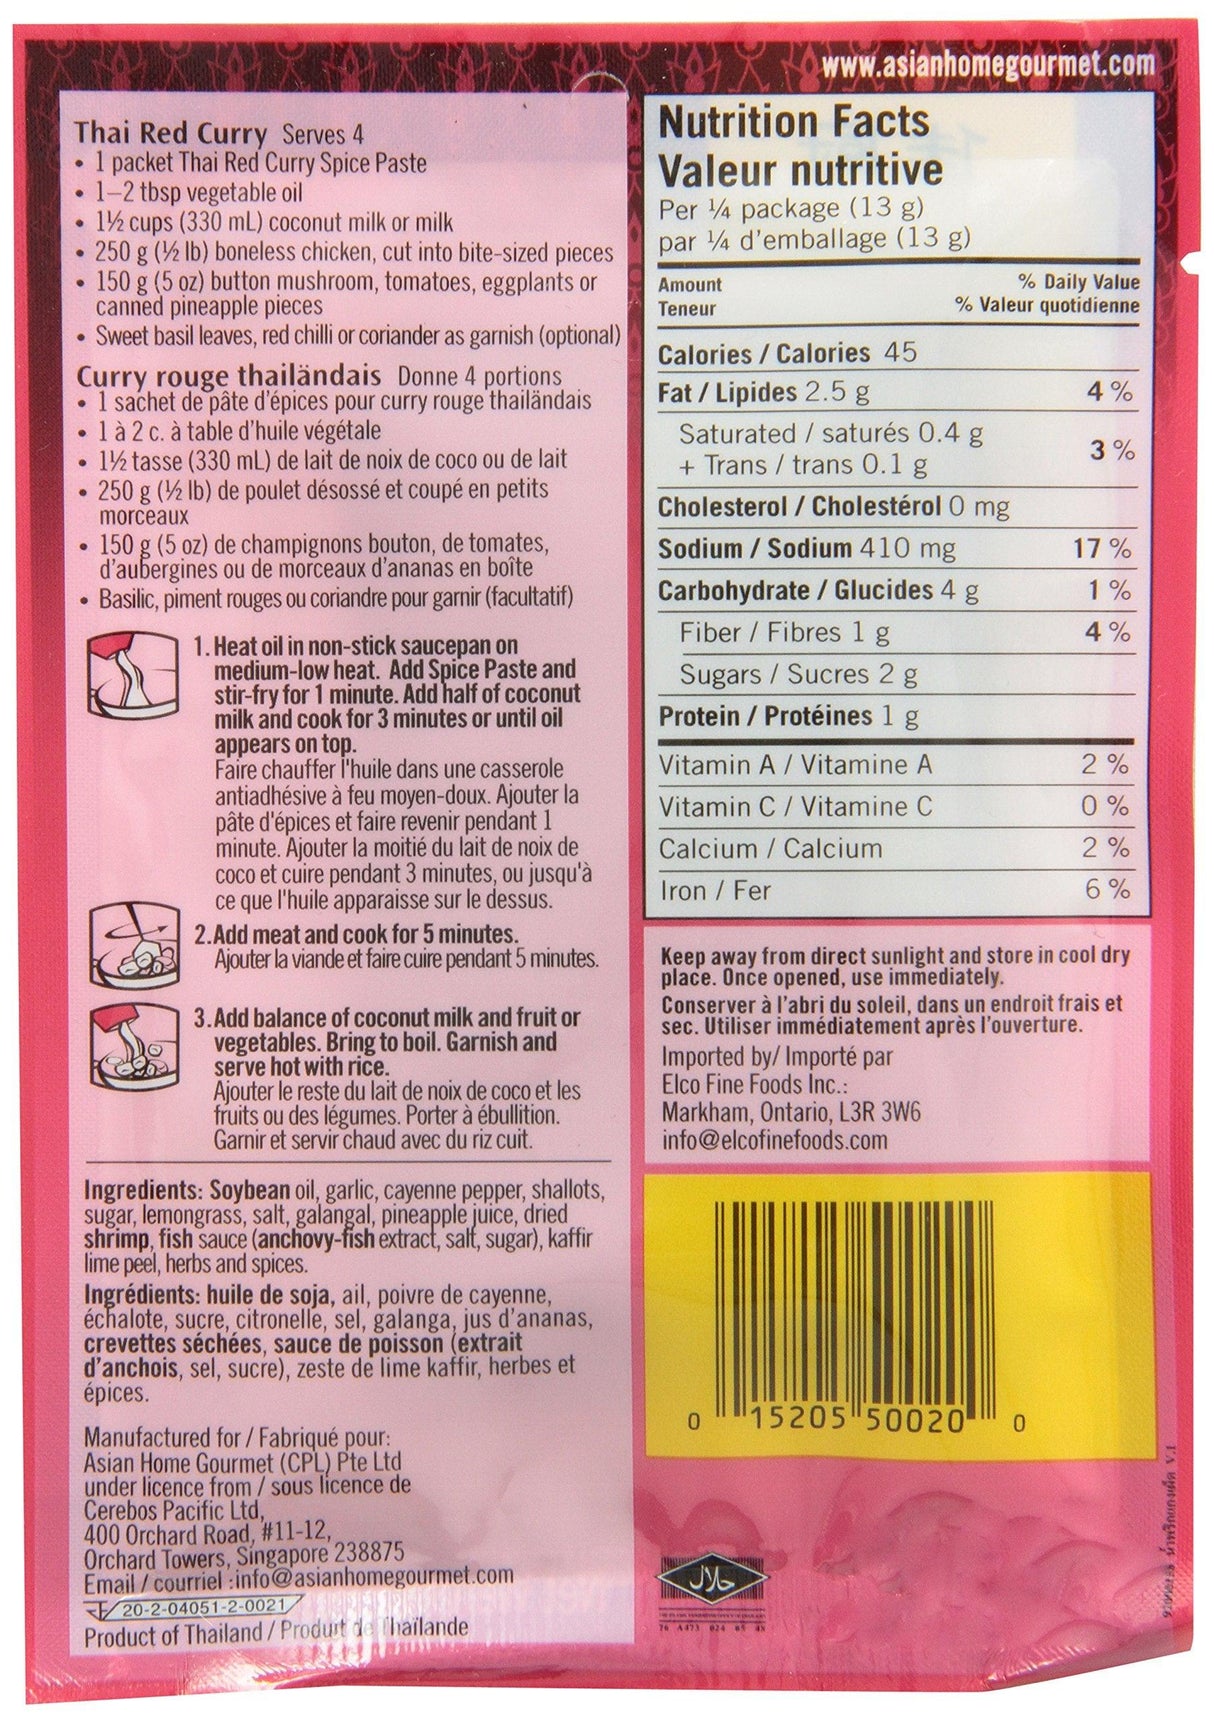 www.asianhomegourmet.com
Thai Red Curry Serves 4
• 1 packet Thai Red Curry Spice Paste
• 1–2 tbsp vegetable oil
• 1½ cups (330 mL) coconut milk or milk
• 250 g (½ lb) boneless chicken, cut into bite-sized pieces
• 150 g (5 oz) button mushroom, tomatoes, eggplants or
canned pineapple pieces
• Sweet basil leaves, red chilli or coriander as garnish (optional)
Curry rouge thailändais Donne 4 portions
• 1 sachet de pâte d'épices pour curry rouge thailändais
• 1 à 2 c. à table d'huile végétale
• 1½ tasse (330 mL) de lait de noix de coco ou de lait
• 250 g (½ lb) de poulet désossé et coupé en petits
morceaux
• 150 g (5 oz) de champignons bouton, de tomates,
d'aubergines ou de morceaux d'ananas en boîte
• Basilic, piment rouges ou coriandre pour garnir (facultatif)
1. Heat oil in non-stick saucepan on
medium-low heat. Add Spice Paste and
stir-fry for 1 minute. Add half of coconut
milk and cook for 3 minutes or until oil
appears on top.
Faire chauffer l'huile dans une casserole
antiadhésive à feu moyen-doux. Ajouter la
pâte d'épices et faire revenir pendant 1
minute. Ajouter la moitié du lait de noix de
coco et cuire pendant 3 minutes, ou jusqu'à
ce que l'huile apparaisse sur le dessus.
2.Add meat and cook for 5 minutes.
Ajouter la viande et faire cuire pendant 5 minutes.
3.Add balance of coconut milk and fruit or
vegetables. Bring to boil. Garnish and
serve hot with rice.
Ajouter le reste du lait de noix de coco et les
fruits ou des légumes. Porter à ébullition.
Garnir et servir chaud avec du riz cuit.
Ingredients: Soybean oil, garlic, cayenne pepper, shallots,
sugar, lemongrass, salt, galangal, pineapple juice, dried
shrimp, fish sauce (anchovy-fish extract, salt, sugar), kaffir
lime peel, herbs and spices.
Ingrédients: huile de soja, ail, poivre de cayenne,
échalote, sucre, citronelle, sel, galanga, jus d'ananas,
crevettes séchées, sauce de poisson (extrait
d'anchois, sel, sucre), zeste de lime kaffir, herbes et
épices.
Manufactured for / Fabriqué pour:
Asian Home Gourmet (CPL) Pte Ltd
under licence from / sous licence de
Cerebos Pacific Ltd,
400 Orchard Road, #11-12,
Orchard Towers, Singapore 238875
Email / courriel :info@asianhomegourmet.com
20-2-04051-2-0021
Product of Thailand / Produit de Thaïlande
Nutrition Facts
Valeur nutritive
Per ¼ package (13 g)
par ¼ d'emballage (13 g)
Amount % Daily Value
Teneur % Valeur quotidienne
Calories / Calories 45
Fat / Lipides 2.5 g 4 %
Saturated / saturés 0.4 g
+ Trans / trans 0.1 g 3 %
Cholesterol / Cholestérol 0 mg
Sodium / Sodium 410 mg 17 %
Carbohydrate / Glucides 4 g 1 %
Fiber / Fibres 1 g 4 %
Sugars / Sucres 2 g
Protein / Protéines 1 g
Vitamin A / Vitamine A 2 %
Vitamin C / Vitamine C 0 %
Calcium / Calcium 2 %
Iron / Fer 6 %
Keep away from direct sunlight and store in cool dry
place. Once opened, use immediately.
Conserver à l'abri du soleil, dans un endroit frais et
sec. Utiliser immédiatement après l'ouverture.
Imported by/ Importé par
Elco Fine Foods Inc.:
Markham, Ontario, L3R 3W6
info@elcofinefoods.com
0 15205 50020 0
حلال
V.1